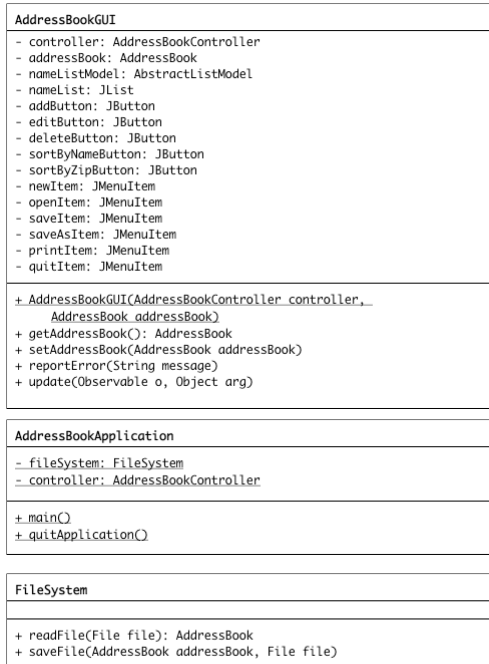 AddressBookGUI
- controller: AddressBookController
- addressBook: AddressBook
- nameListModel: AbstractListModel
- nameList: JList
- addButton: JButton
- editButton: JButton
- deleteButton: JButton
- sortByNameButton: JButton
- sortByZipButton: JButton
- newItem: JMenuItem
- openItem: JMenuItem
- saveItem: JMenuItem
- saveAsItem: JMenuItem
- printItem: JMenuItem
- quitItem: JMenuItem
+ AddressBookGUI(AddressBookController controller,
AddressBook addressBook)
+ getAddressBook(): AddressBook
+ setAddressBook(AddressBook addressBook)
+ reportError(String message)
+ update(Observable o, Object arg)
AddressBookApplication
- fileSystem: FileSystem
- controller: AddressBookController
+ main()
+ quitApplication()
FileSystem
+ readFile(File file): AddressBook
+ saveFile(AddressBook addressBook, File file)